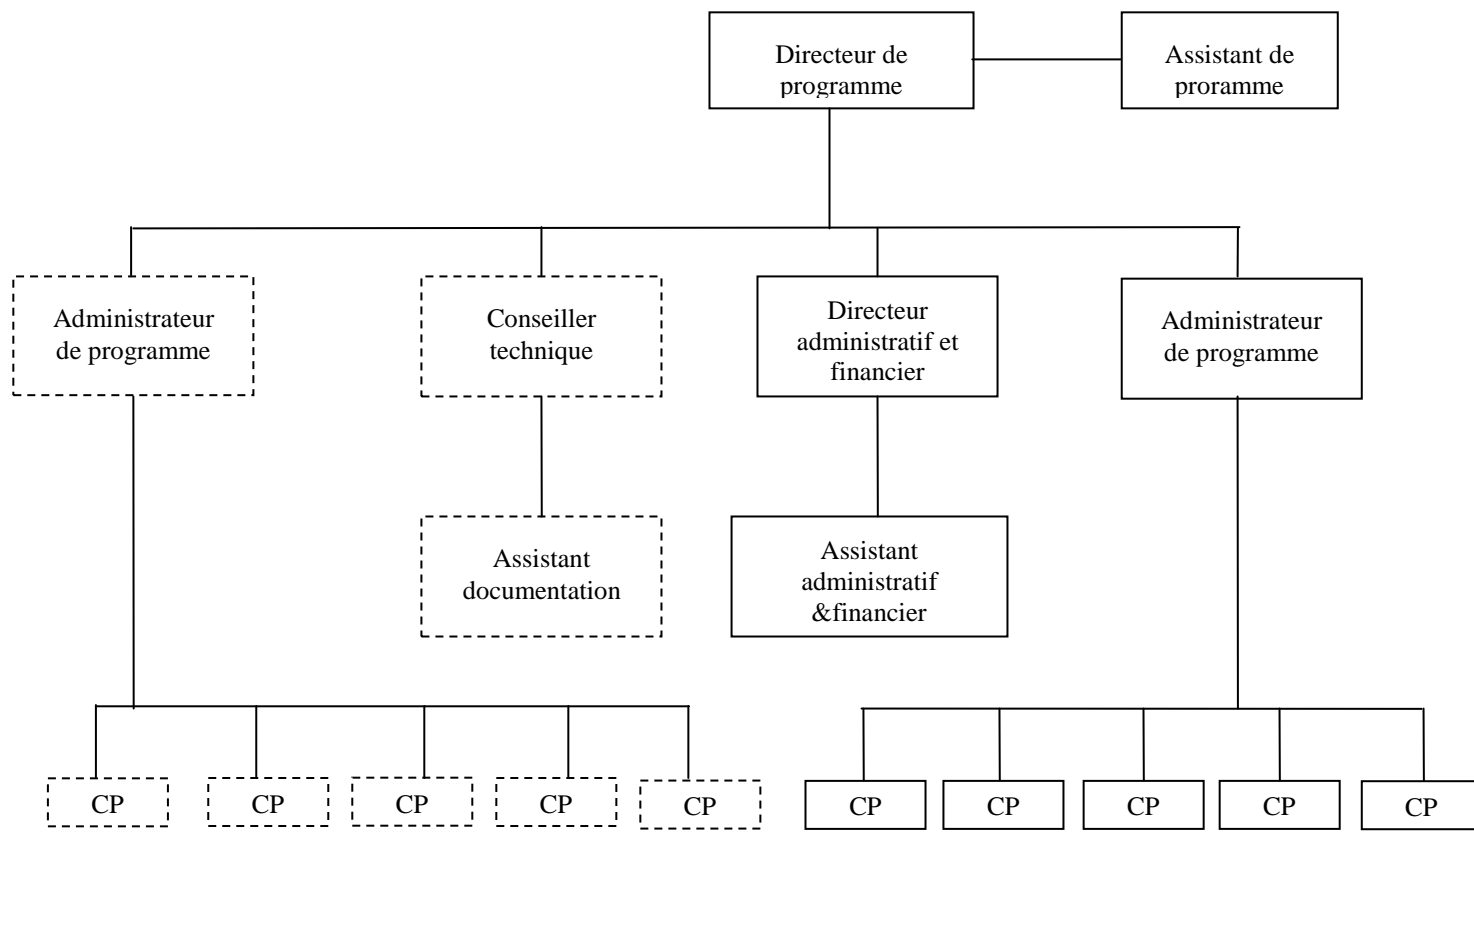 Directeur de
programme
Assistant de
proramme
Administrateur
de programme
Conseiller
technique
Directeur
administratif et
financier
Administrateur
de programme
Assistant
documentation
Assistant
administratif
&financier
CP
CP
CP
CP
CP
CP
CP
CP
CP
CP